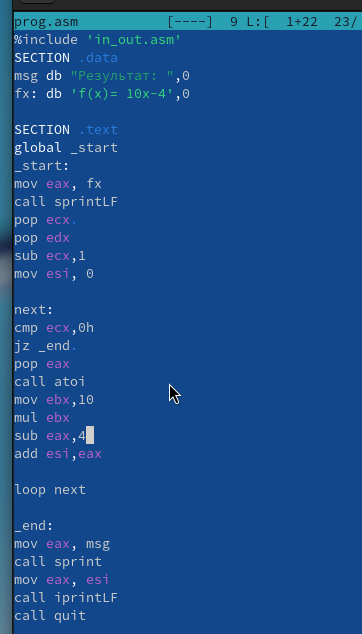 prog.asm [----] 9 L:[ 1+22 23/
%include 'in_out.asm'
SECTION .data
msg db "Результат: ",0
fx: db 'f(x)= 10x-4',0
SECTION .text
global _start
_start:
mov eax, fx
call sprintLF
pop ecx.
pop edx
sub ecx,1
mov esi, 0
next:
cmp ecx,0h
jz _end.
pop eax
call atoi
mov ebx,10
mul ebx
sub eax,4
add esi,eax
loop next
_end:
mov eax, msg
call sprint
mov eax, esi
call iprintLF
call quit